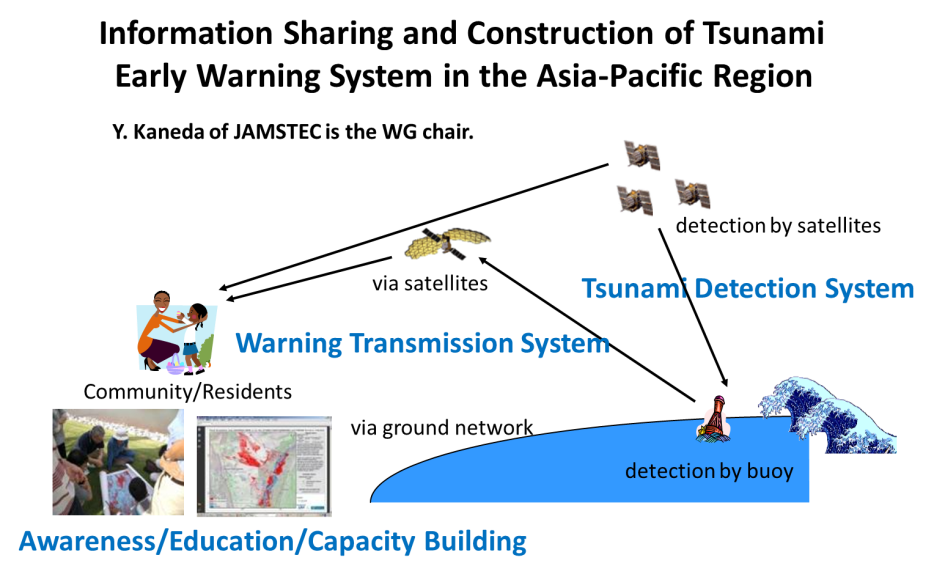 Information Sharing and Construction of Tsunami
Early Warning System in the Asia-Pacific Region
Y. Kaneda of JAMSTEC is the WG chair.
detection by satellites
via satellites
Tsunami Detection System
Warning Transmission System
Community/Residents
via ground network
detection by buoy
Awareness/Education/Capacity Building